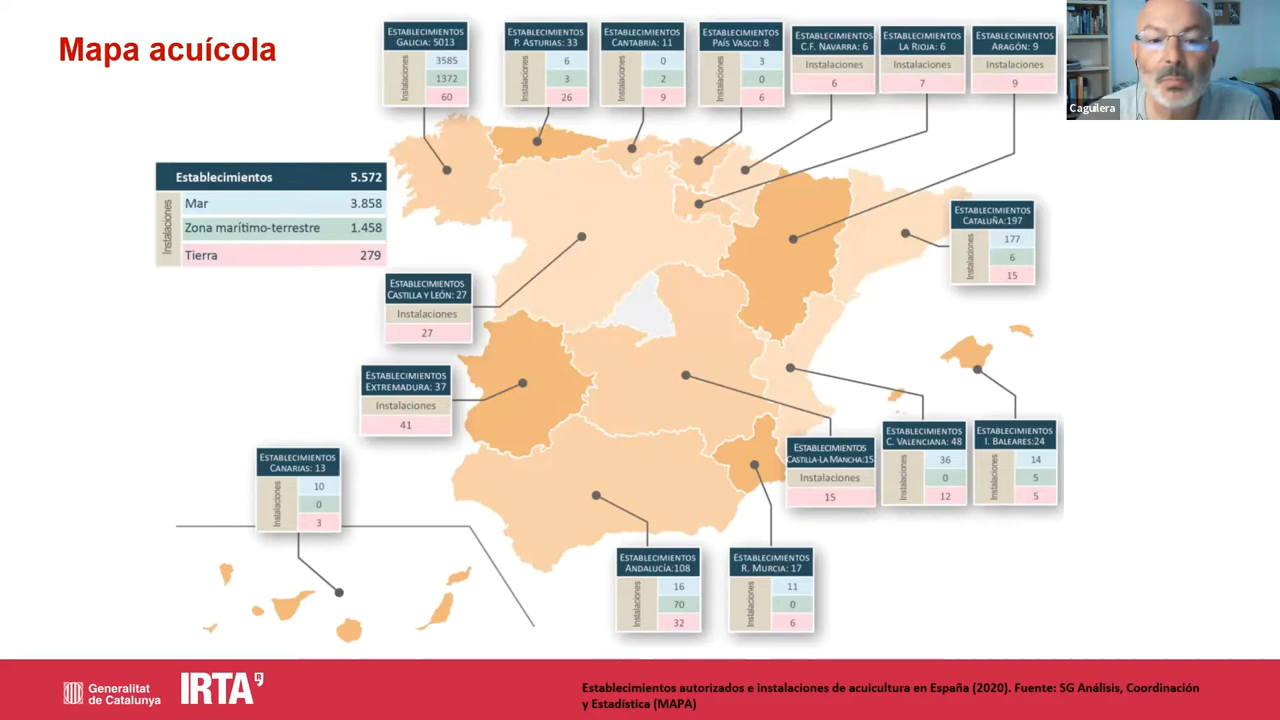 Mapa acuícola
ESTABLECIMIENTOS
GALICIA: 5013
Instalaciones
3585
1372
60
ESTABLECIMIENTOS
P. ASTURIAS: 33
Instalaciones
6
3
26
ESTABLECIMIENTOS
CANTABRIA: 11
Instalaciones
0
2
9
ESTABLECIMIENTOS
PAÍS VASCO: 8
Instalaciones
3
0
6
ESTABLECIMIENTOS
C.F. NAVARRA: 6
Instalaciones
6
ESTABLECIMIENTOS
LA RIOJA: 6
Instalaciones
7
ESTABLECIMIENTOS
ARAGÓN: 9
Instalaciones
9
Caguilera
Establecimientos 5.572
Instalaciones
Mar 3.858
Zona marítimo-terrestre 1.458
Tierra 279
ESTABLECIMIENTOS
CATALUÑA:197
Instalaciones
177
6
15
ESTABLECIMIENTOS
CASTILLA Y LEÓN: 27
Instalaciones
27
ESTABLECIMIENTOS
EXTREMADURA: 37
Instalaciones
41
ESTABLECIMIENTOS
CASTILLA-LA MANCHA:15
Instalaciones
15
ESTABLECIMIENTOS
C. VALENCIANA: 48
Instalaciones
36
0
12
ESTABLECIMIENTOS
I. BALEARES:24
Instalaciones
14
5
5
ESTABLECIMIENTOS
CANARIAS: 13
Instalaciones
10
0
3
ESTABLECIMIENTOS
ANDALUCÍA:108
Instalaciones
16
70
32
ESTABLECIMIENTOS
R. MURCIA: 17
Instalaciones
11
0
6
Generalitat
de Catalunya
IRTA
R
Establecimientos autorizados e instalaciones de acuicultura en España (2020). Fuente: SG Análisis, Coordinación
y Estadística (MAPA)